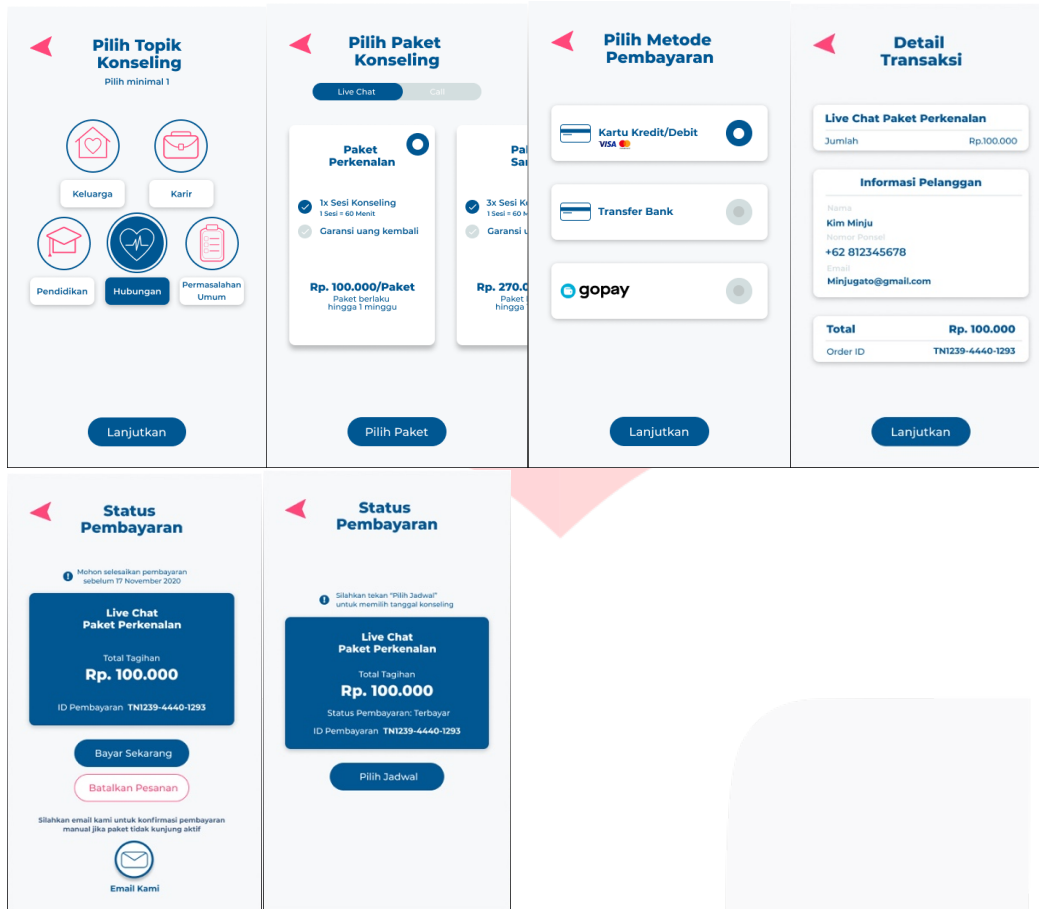 Pilih Topik
Konseling
Pilih minimal 1
Keluarga
Karir
Pendidikan
Hubungan
Permasalahan
Umum
Lanjutkan
Pilih Paket
Konseling
Live Chat
Call
Paket
Perkenalan
1x Sesi Konseling
1 Sesi = 60 Menit
Garansi uang kembali
Rp. 100.000/Paket
Paket berlaku
hingga 1 minggu
3x Sesi
1 Sesi = 60
Garansi
Rp. 270.0
Paket
hingga
Pilih Paket
Pilih Metode
Pembayaran
Kartu Kredit/Debit
VISA
Transfer Bank
gopay
Lanjutkan
Detail
Transaksi
Live Chat Paket Perkenalan
Jumlah Rp.100.000
Informasi Pelanggan
Nama
Kim Minju
Nomor Ponsel
+62 812345678
Email
Minjugato@gmail.com
Total Rp. 100.000
Order ID TN1239-4440-1293
Lanjutkan
Status
Pembayaran
Mohon selesaikan pembayaran
sebelum 17 November 2020
Live Chat
Paket Perkenalan
Total Tagihan
Rp. 100.000
ID Pembayaran TN1239-4440-1293
Bayar Sekarang
Batalkan Pesanan
Silahkan email kami untuk konfirmasi pembayaran
manual jika paket tidak kunjung aktif
Email Kami
Status
Pembayaran
Silahkan tekan "Pilih Jadwal"
untuk memilih tanggal konseling
Live Chat
Paket Perkenalan
Total Tagihan
Rp. 100.000
Status Pembayaran: Terbayar
ID Pembayaran TN1239-4440-1293
Pilih Jadwal